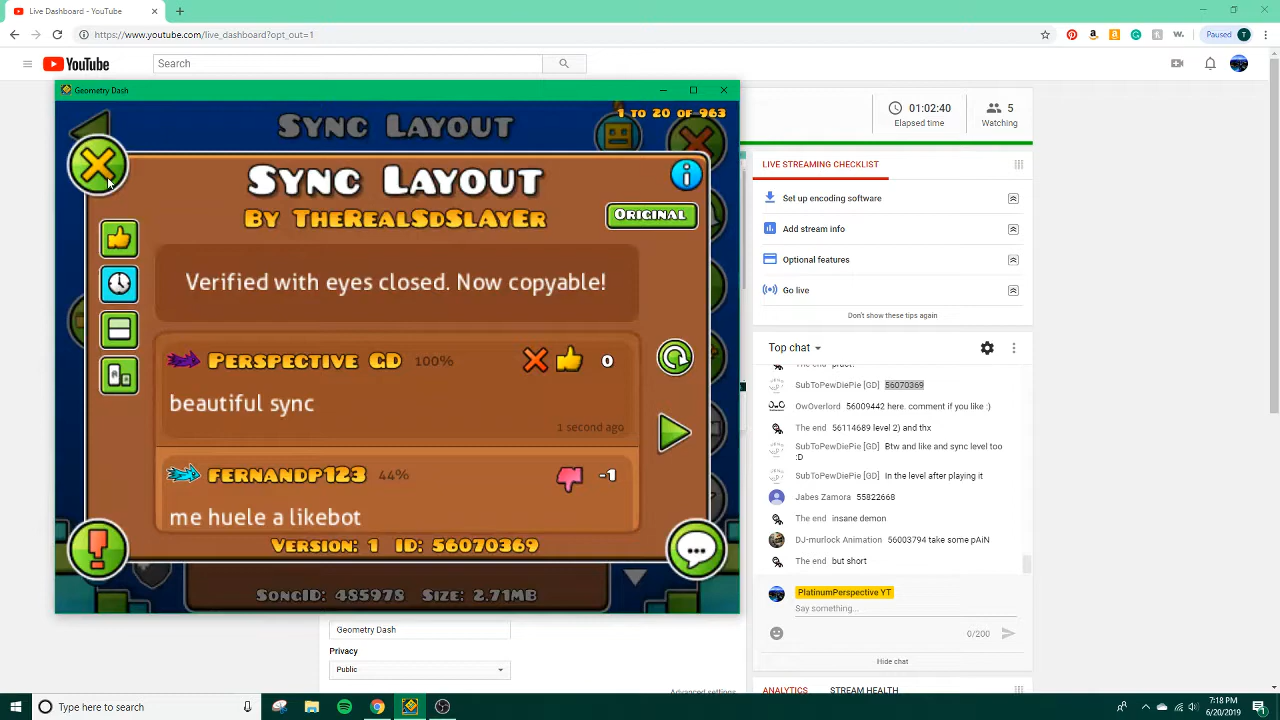 Live Dashboard - YouTube
https://www.youtube.com/live_dashboard?opt_out=1
Paused T
YouTube
Search
Geometry Dash
1 to 20 of 963
Sync Layout
Sync Layout
By TheRealSdSlayer
Original
Verified with eyes closed. Now copyable!
Perspective GD 100% 0
beautiful sync
1 second ago
fernandp123 44% -1
me huele a likebot
Version: 1 ID: 56070369
SongID: 485978 Size: 2.71MB
01:02:40
Elapsed time
5
Watching
LIVE STREAMING CHECKLIST
Set up encoding software
Add stream info
Optional features
Go live
Don't show these tips again
Top chat
SubToPewDiePie [GD] 56070369
OwOverlord 56009442 here. comment if you like :)
The end 56114689 level 2) and thx
SubToPewDiePie [GD] Btw and like and sync level too
:D
SubToPewDiePie [GD] In the level after playing it
Jabes Zamora 55822668
The end insane demon
DJ-murlock Animation 56003794 take some pAiN
The end but short
PlatinumPerspective YT
Say something...
0/200
Hide chat
Geometry Dash
Privacy
Public
Advanced settings
ANALYTICS STREAM HEALTH
Type here to search
7:18 PM
6/20/2019